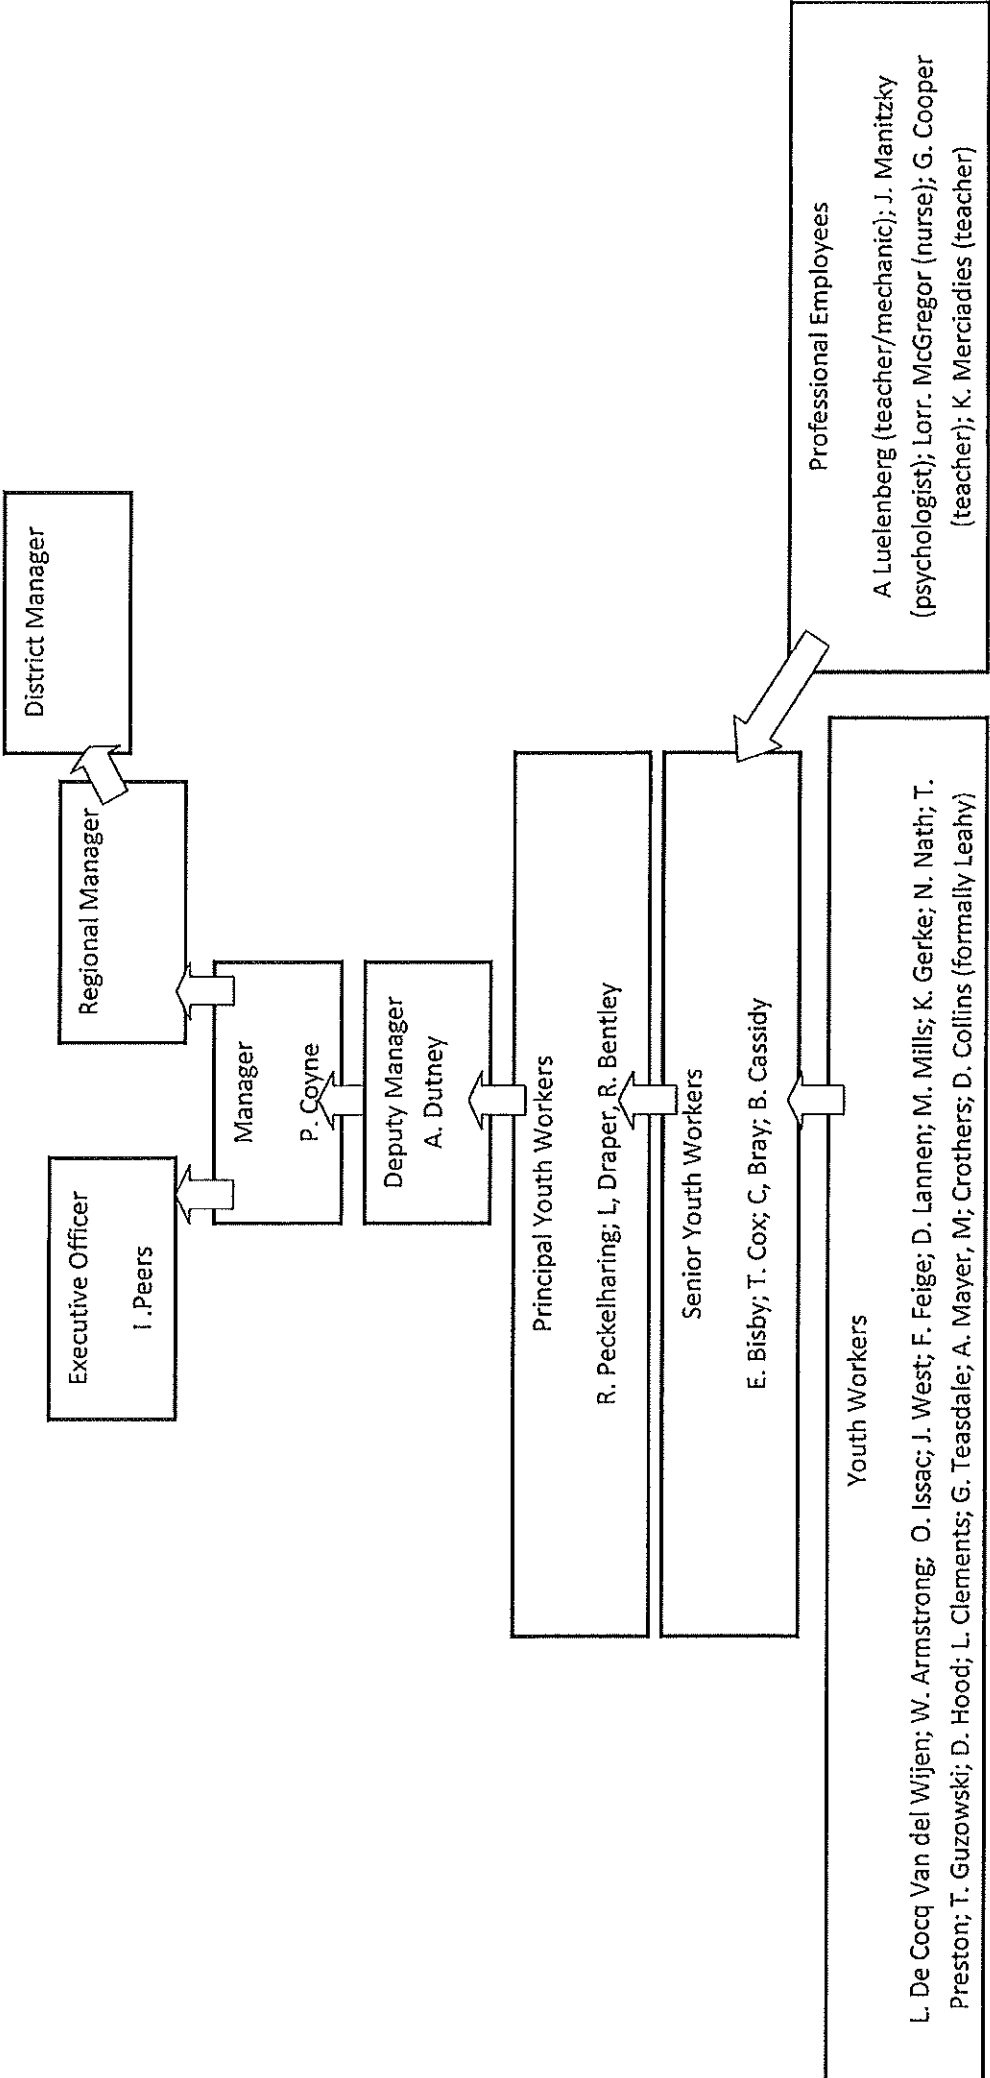 District Manager
Regional Manager
Executive Officer
I .Peers
Manager
P. Coyne
Deputy Manager
A. Dutney
Principal Youth Workers
R. Peckelharing; L, Draper, R. Bentley
Senior Youth Workers
E. Bisby; T. Cox; C, Bray; B. Cassidy
Professional Employees
A Luelenberg (teacher/mechanic); J. Manitzky
(psychologist); Lorr. McGregor (nurse); G. Cooper
(teacher); K. Merciadies (teacher)
Youth Workers
L. De Cocq Van del Wijen; W. Armstrong; O. Issac; J. West; F. Feige; D. Lannen; M. Mills; K. Gerke; N. Nath; T.
Preston; T. Guzowski; D. Hood; L. Clements; G. Teasdale; A. Mayer, M; Crothers; D. Collins (formally Leahy)